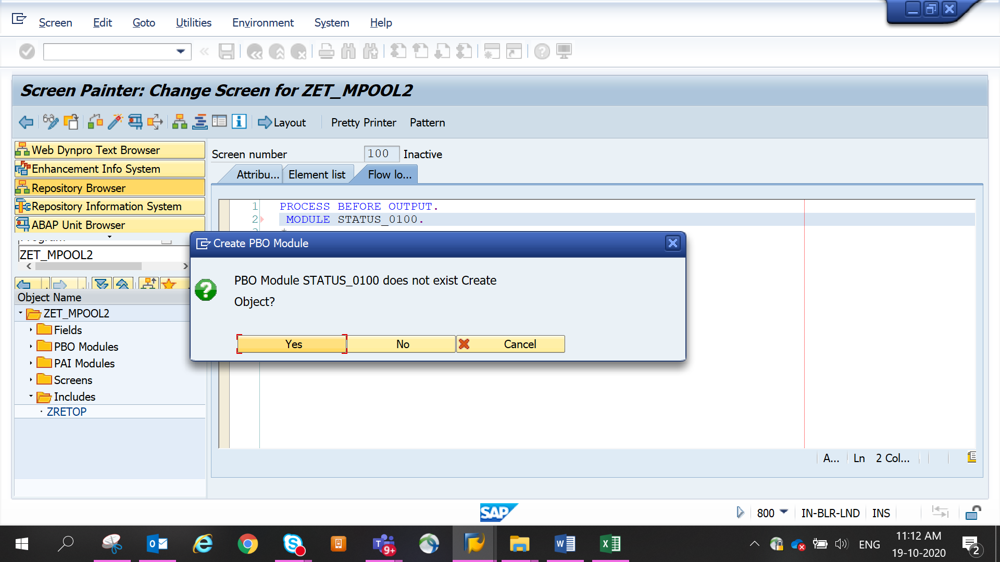 Screen Edit Goto Utilities Environment System Help
Screen Painter: Change Screen for ZET_MPOOL2
Layout Pretty Printer Pattern
Web Dynpro Text Browser
Enhancement Info System
Repository Browser
Repository Information System
ABAP Unit Browser
ZET_MPOOL2
Object Name
ZET_MPOOL2
Fields
PBO Modules
PAI Modules
Screens
Includes
ZRETOP
Screen number 100 Inactive
Attribu... Element list Flow lo...
1 PROCESS BEFORE OUTPUT.
2 MODULE STATUS_0100.
Create PBO Module
PBO Module STATUS_0100 does not exist Create
Object?
Yes No Cancel
A... Ln 2 Col...
SAP 800 IN-BLR-LND INS
9+
ENG
11:12 AM
19-10-2020
2